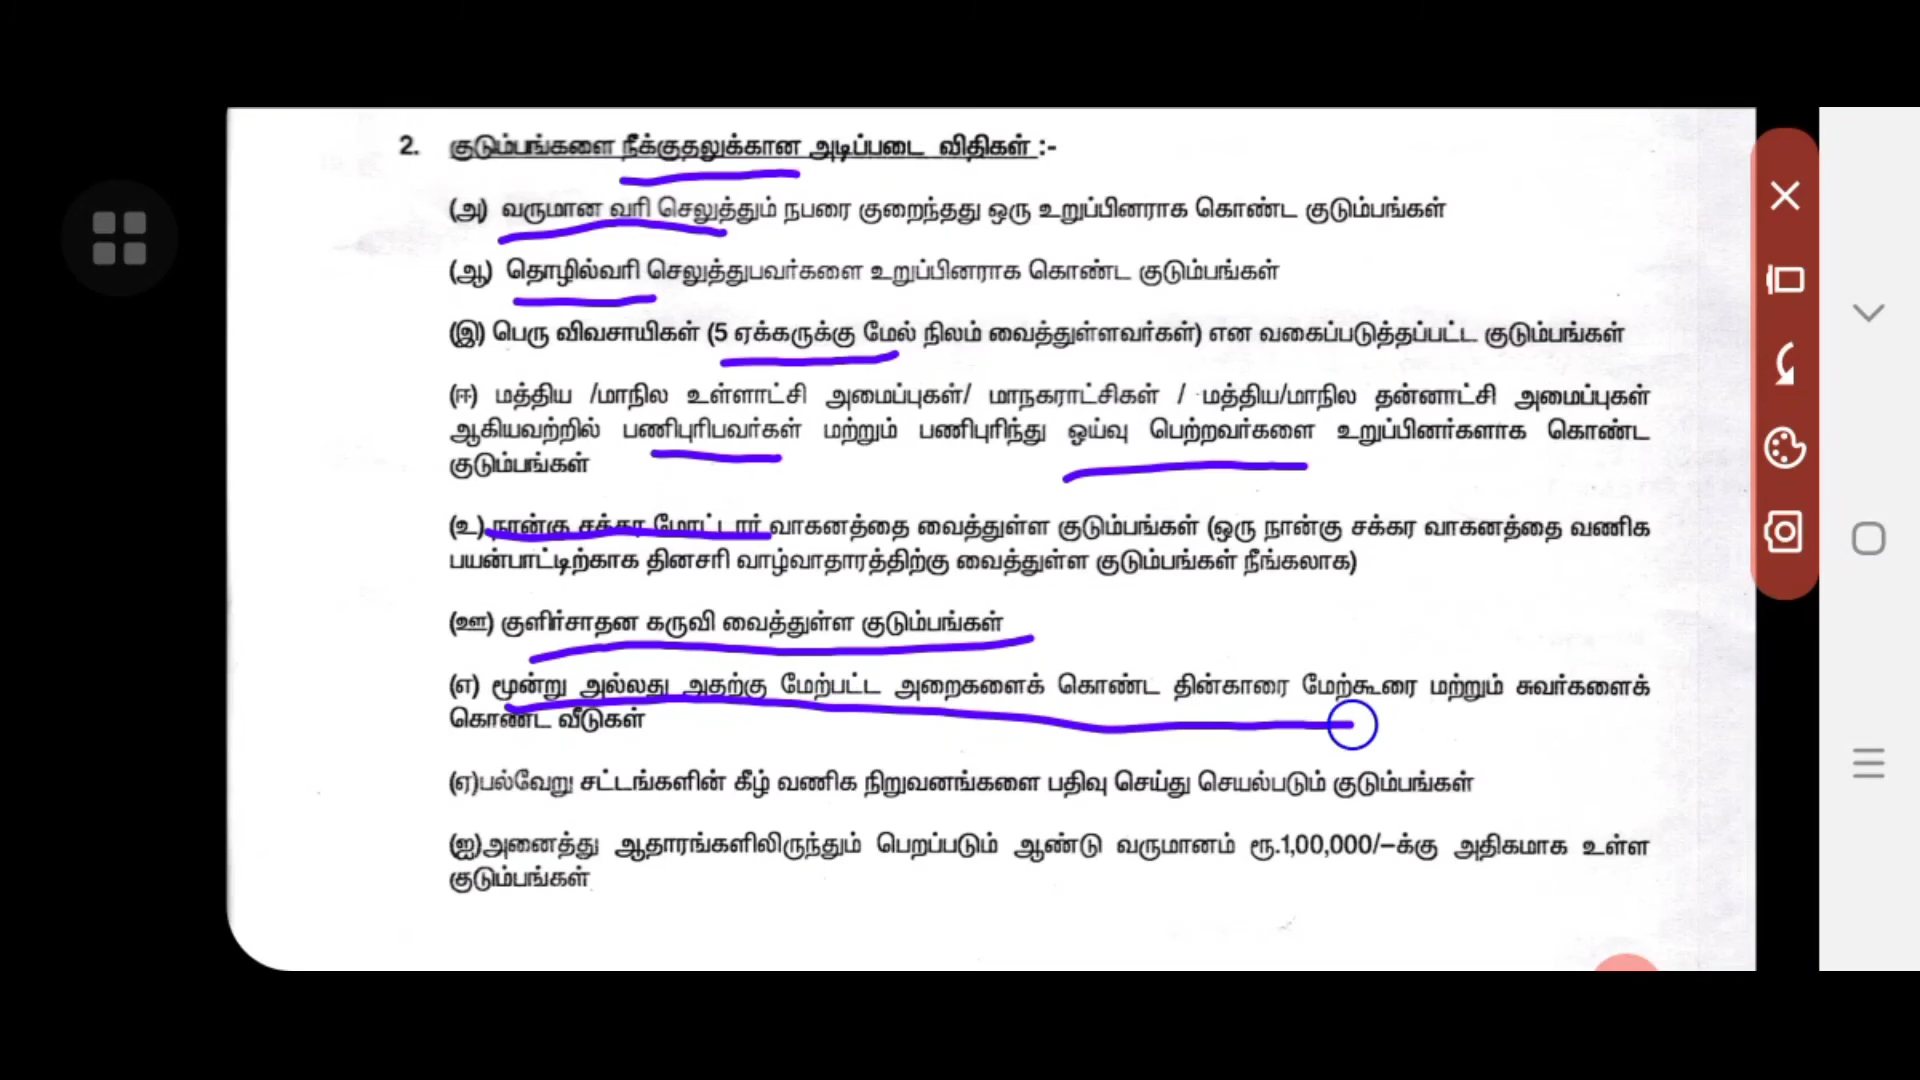 2. குடும்பங்களை நீக்குதலுக்கான அடிப்படை விதிகள் :-
(அ) வருமான வரி செலுத்தும் நபரை குறைந்தது ஒரு உறுப்பினராக கொண்ட குடும்பங்கள்
(ஆ) தொழில்வரி செலுத்துபவர்களை உறுப்பினராக கொண்ட குடும்பங்கள்
(இ) பெரு விவசாயிகள் (5 ஏக்கருக்கு மேல் நிலம் வைத்துள்ளவர்கள்) என வகைப்படுத்தப்பட்ட குடும்பங்கள்
(ஈ) மத்திய /மாநில உள்ளாட்சி அமைப்புகள்/ மாநகராட்சிகள் / மத்திய/மாநில தன்னாட்சி அமைப்புகள்
ஆகியவற்றில் பணிபுரிபவர்கள் மற்றும் பணிபுரிந்து ஓய்வு பெற்றவர்களை உறுப்பினர்களாக கொண்ட
குடும்பங்கள்
(உ) நான்கு சக்கர மோட்டார் வாகனத்தை வைத்துள்ள குடும்பங்கள் (ஒரு நான்கு சக்கர வாகனத்தை வணிக
பயன்பாட்டிற்காக தினசரி வாழ்வாதாரத்திற்கு வைத்துள்ள குடும்பங்கள் நீங்கலாக)
(ஊ) குளிர்சாதன கருவி வைத்துள்ள குடும்பங்கள்
(எ) மூன்று அல்லது அதற்கு மேற்பட்ட அறைகளைக் கொண்ட தின்காரை மேற்கூரை மற்றும் சுவர்களைக்
கொண்ட வீடுகள்
(ஏ)பல்வேறு சட்டங்களின் கீழ் வணிக நிறுவனங்களை பதிவு செய்து செயல்படும் குடும்பங்கள்
(ஐ)அனைத்து ஆதாரங்களிலிருந்தும் பெறப்படும் ஆண்டு வருமானம் ரூ.1,00,000/–க்கு அதிகமாக உள்ள
குடும்பங்கள்